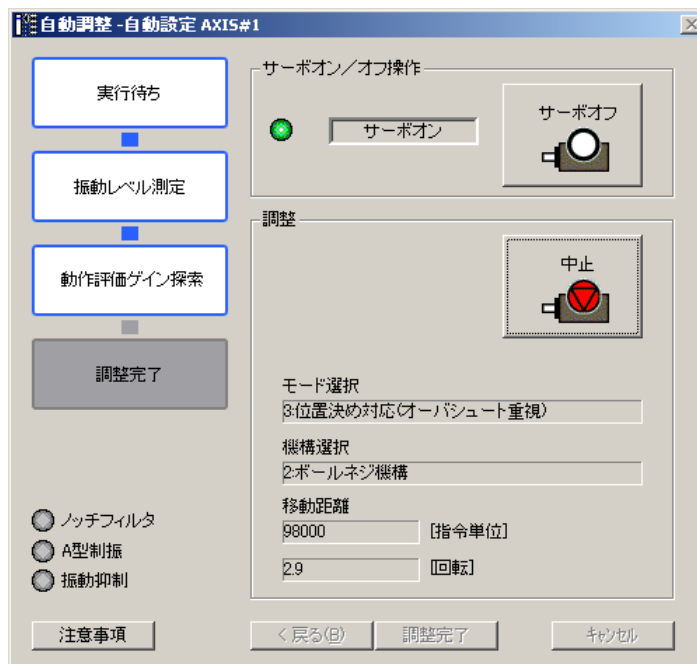 自動調整 -自動設定 AXIS#1
実行待ち
振動レベル測定
動作評価ゲイン探索
調整完了
ノッチフィルタ
A型制振
振動抑制
サーボオン／オフ操作
サーボオン
サーボオフ
調整
中止
モード選択
3:位置決め対応(オーバシュート重視)
機構選択
2:ボールネジ機構
移動距離
98000 [指令単位]
2.9 [回転]
注意事項
< 戻る(B)
調整完了
キャンセル